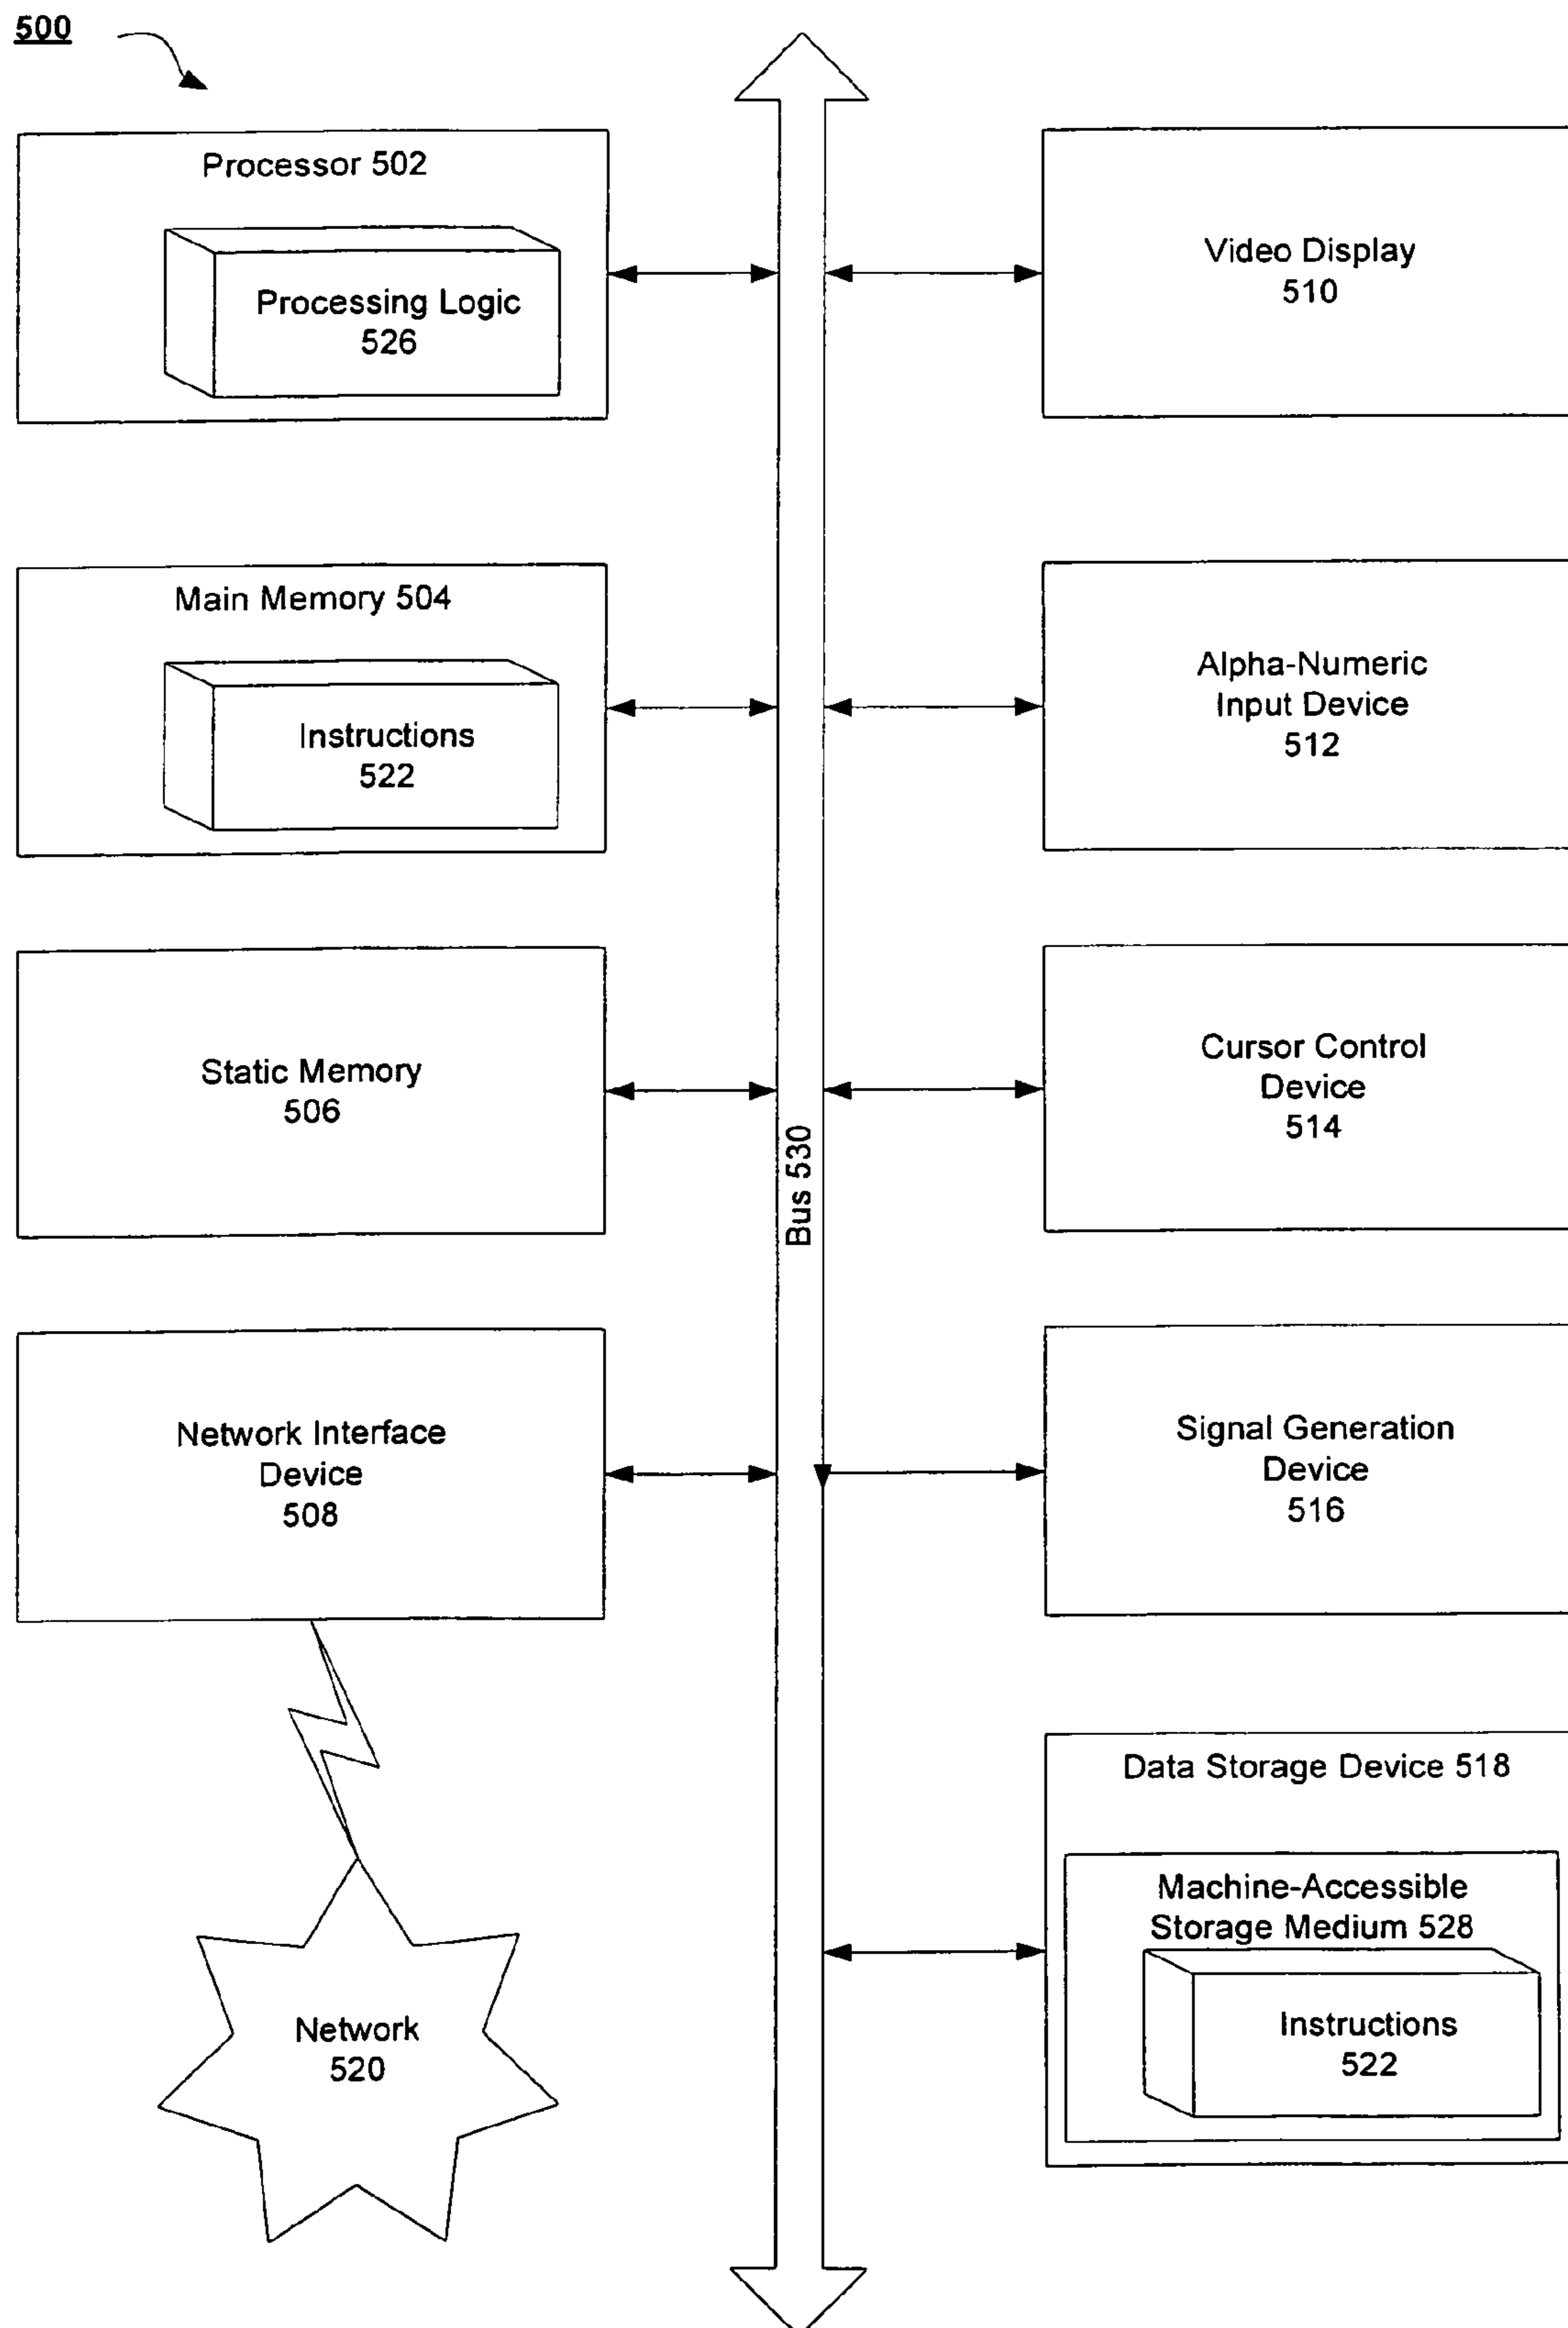 500
Processor 502
Processing Logic
526
Main Memory 504
Instructions
522
Static Memory
506
Network Interface
Device
508
Network
520
Bus 530
Video Display
510
Alpha-Numeric
Input Device
512
Cursor Control
Device
514
Signal Generation
Device
516
Data Storage Device 518
Machine-Accessible
Storage Medium 528
Instructions
522